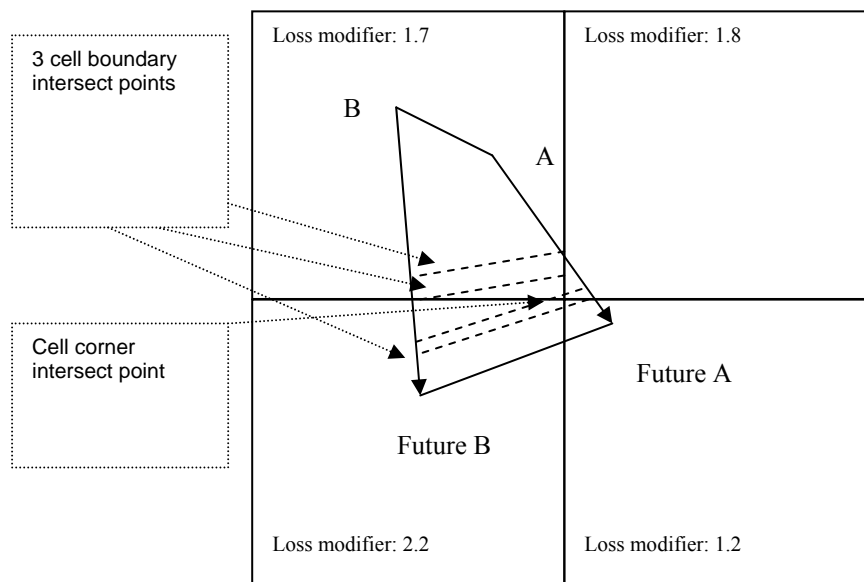 Loss modifier: 1.7
Loss modifier: 1.8
3 cell boundary
intersect points
B
A
Cell corner
intersect point
Future A
Future B
Loss modifier: 2.2
Loss modifier: 1.2